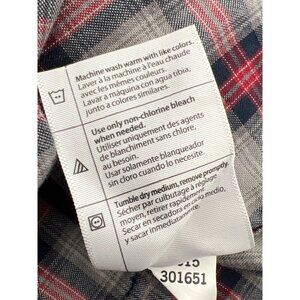 Machine wash warm with like colors.
Laver à la machine à l'eau chaude
avec les mêmes couleurs.
Lavar a máquina con agua tibia,
junto a colores similares.
Use only non-chlorine bleach
when needed.
Utiliser uniquement des agents
de blanchiment sans chlore,
au besoin.
Usar solamente blanqueador
sin cloro cuando lo necesite.
Tumble dry medium, remove promptly.
Sécher par culbutage à réglage
moyen, retirer rapidement.
Secar en secadora en ciclo medio,
y sacar inmediatamente.
301651